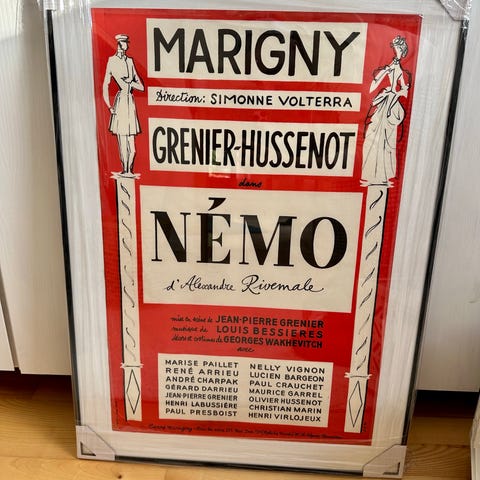 MARIGNY
Direction: SIMONNE VOLTERRA
GRENIER-HUSSENOT
dans
NÉMO
d'Alexandre Rivemale
mise en scène de JEAN-PIERRE GRENIER
musique de LOUIS BESSIERES
décors et costumes de GEORGES WAKHEVITCH
avec
MARISE PAILLET
RENÉ ARRIEU
ANDRÉ CHARPAK
GÉRARD DARRIEU
JEAN-PIERRE GRENIER
HENRI LABUSSIÈRE
PAUL PRESBOIST
NELLY VIGNON
LUCIEN BARGEON
PAUL CRAUCHET
MAURICE GARREL
OLIVIER HUSSENOT
CHRISTIAN MARIN
HENRI VIRLOJEUX